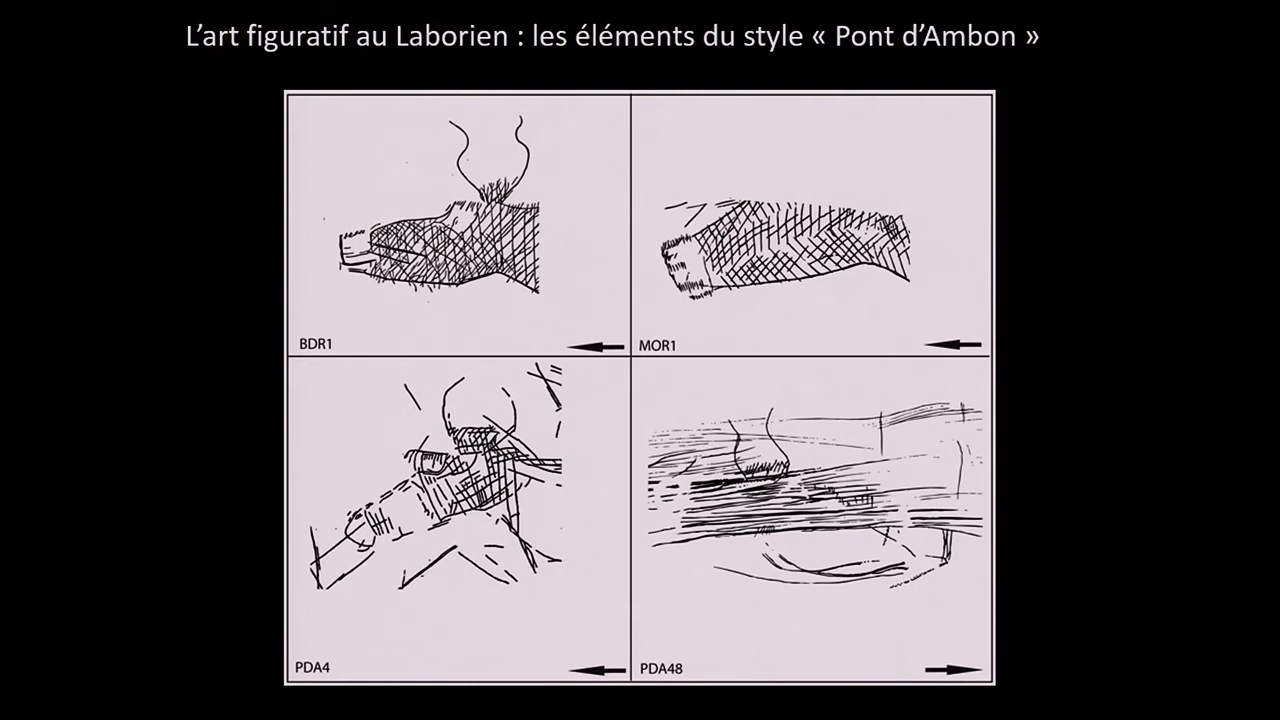 L’art figuratif au Laborien : les éléments du style « Pont d’Ambon »
BDR1
MOR1
PDA4
PDA48